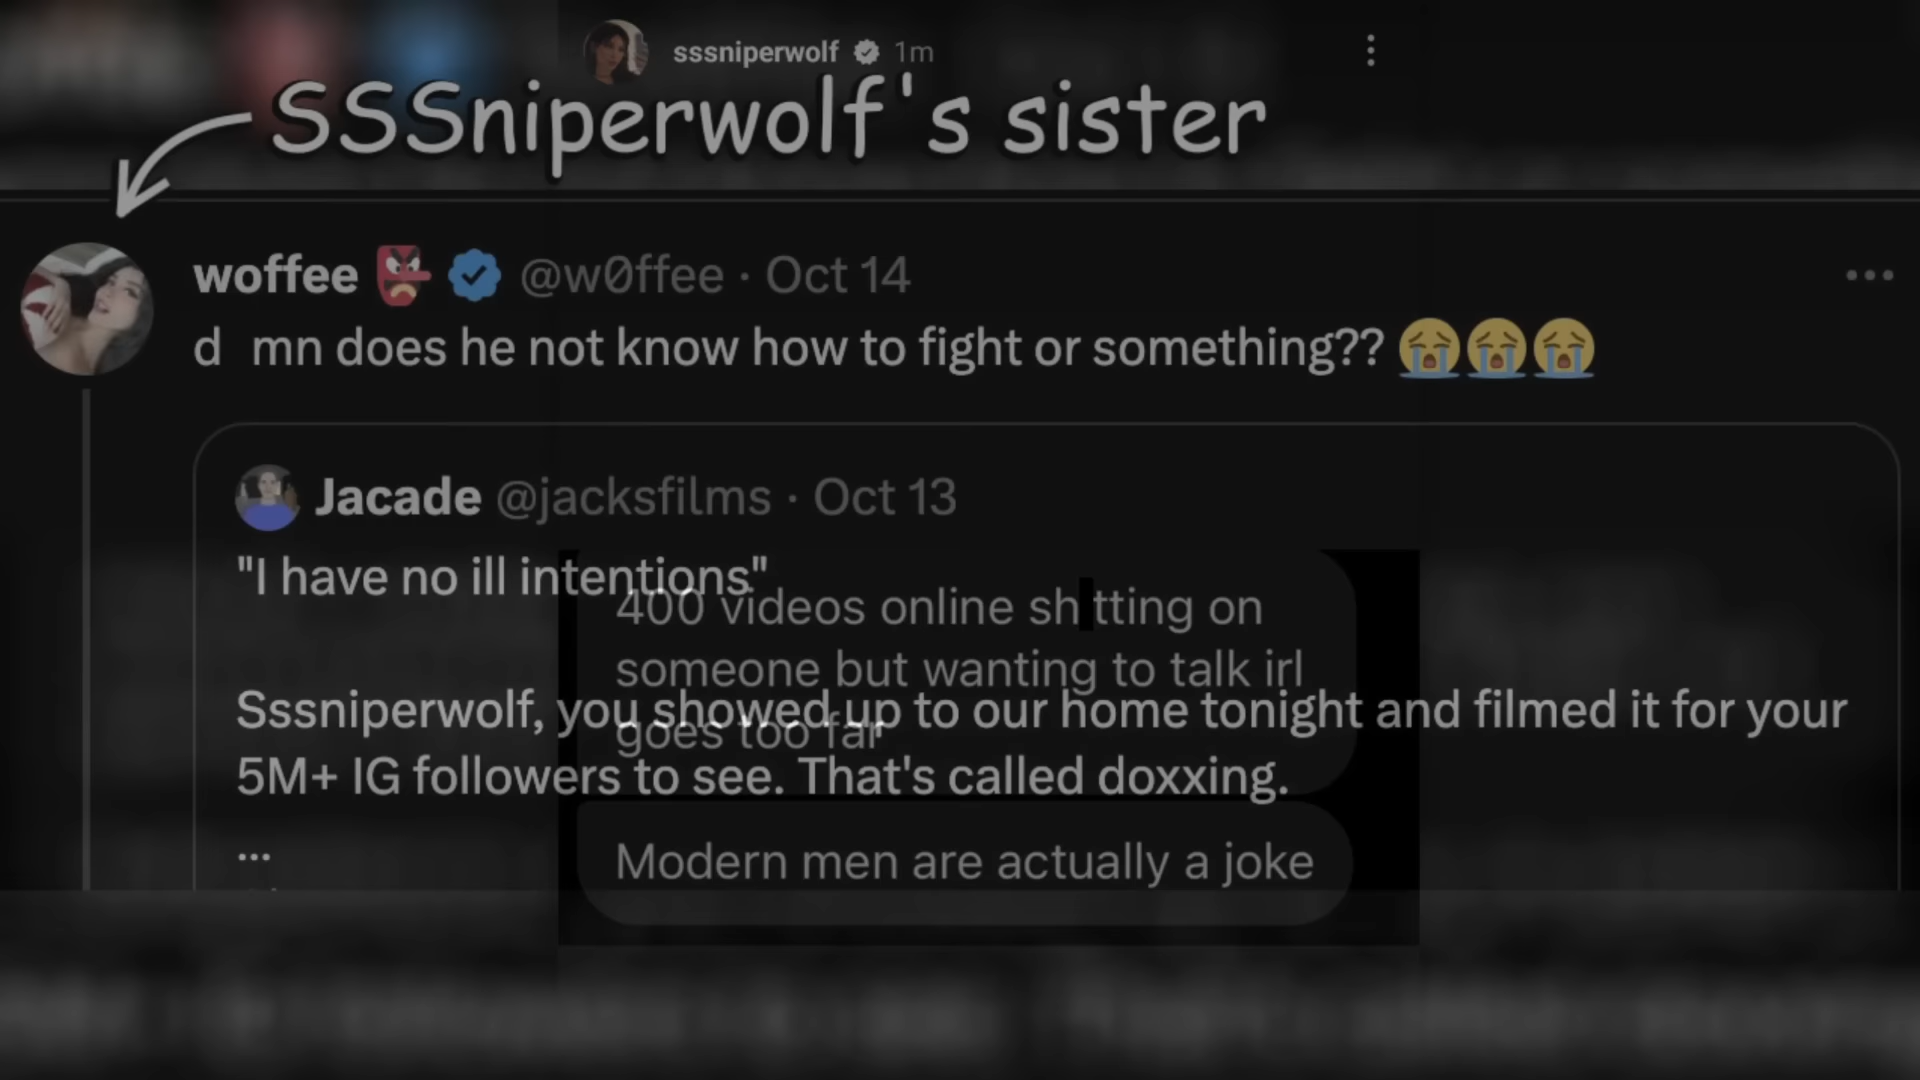 sssniperwolf 1m
SSSniperwolf's sister
woffee @w0ffee · Oct 14
d mn does he not know how to fight or something??
Jacade @jacksfilms · Oct 13
"I have no ill intentions"
400 videos online sh tting on
someone but wanting to talk irl
goes too far
Sssniperwolf, you showed up to our home tonight and filmed it for your
5M+ IG followers to see. That's called doxxing.
...
Modern men are actually a joke